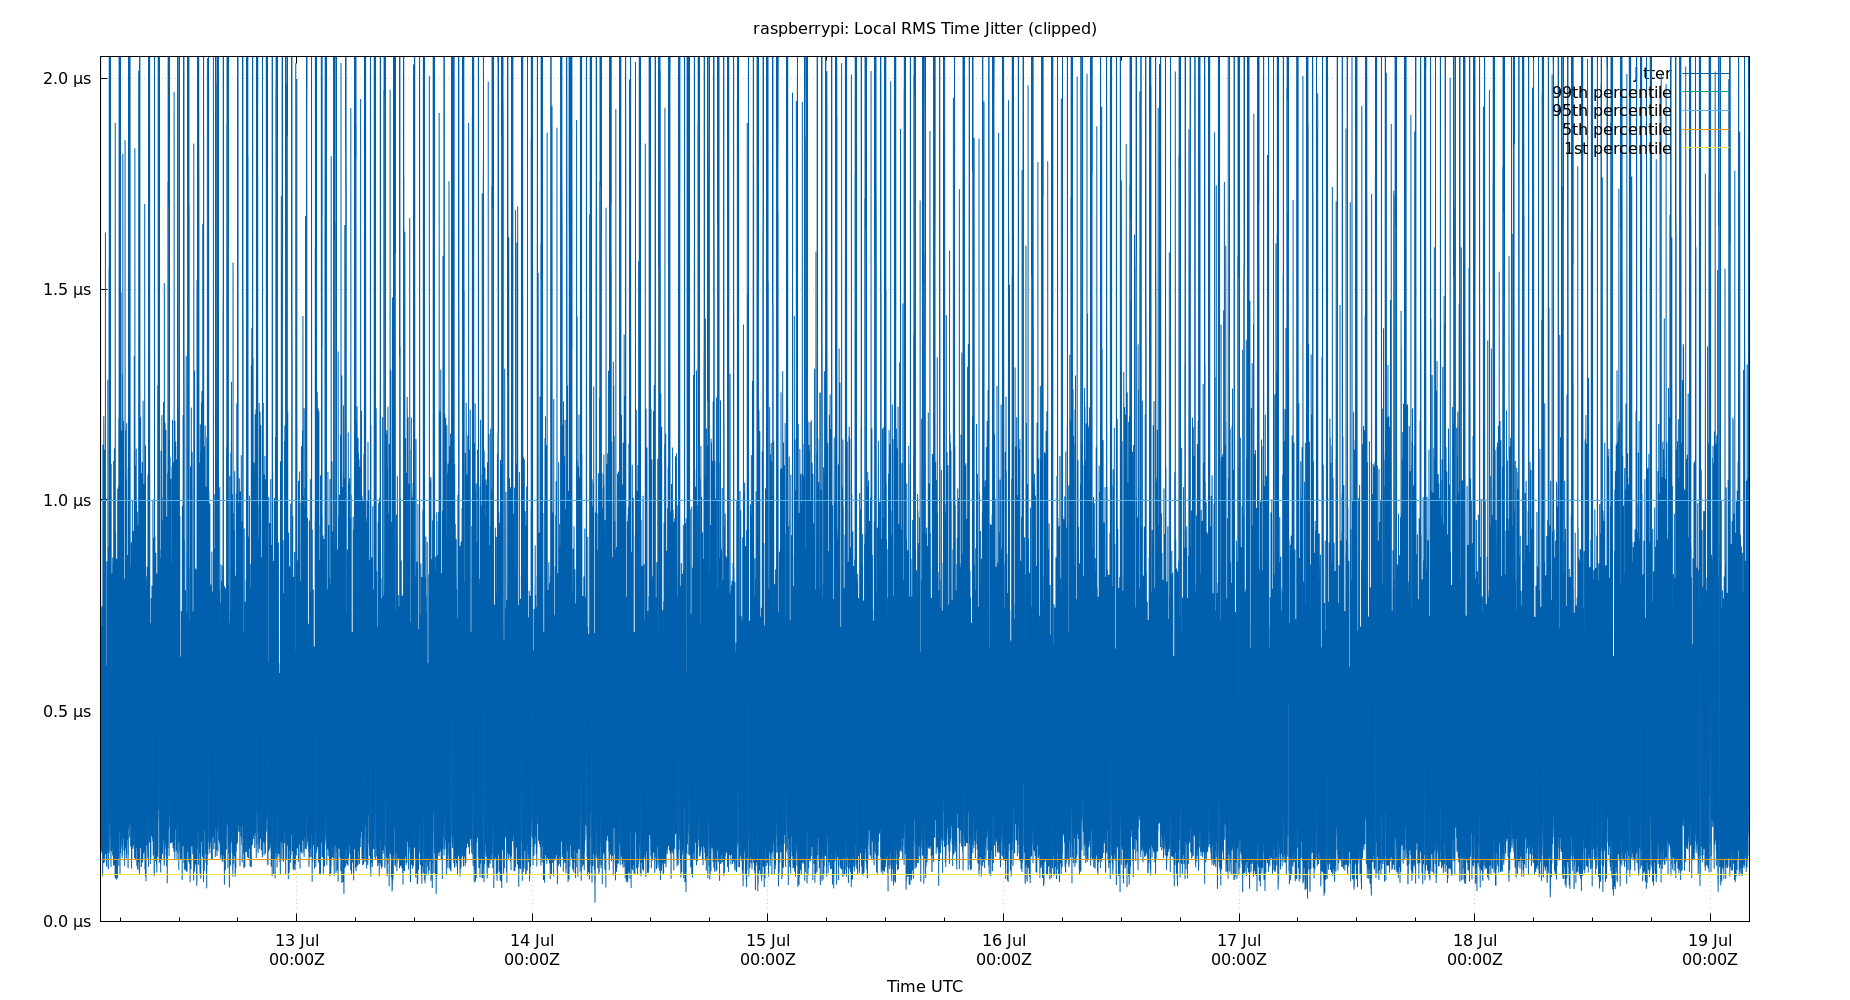 raspberrypi: Local RMS Time Jitter (clipped)
2.0 µs
1.5 µs
1.0 µs
0.5 µs
0.0 µs
Jitter
99th percentile
95th percentile
5th percentile
1st percentile
13 Jul
00:00Z
14 Jul
00:00Z
15 Jul
00:00Z
16 Jul
00:00Z
17 Jul
00:00Z
18 Jul
00:00Z
19 Jul
00:00Z
Time UTC